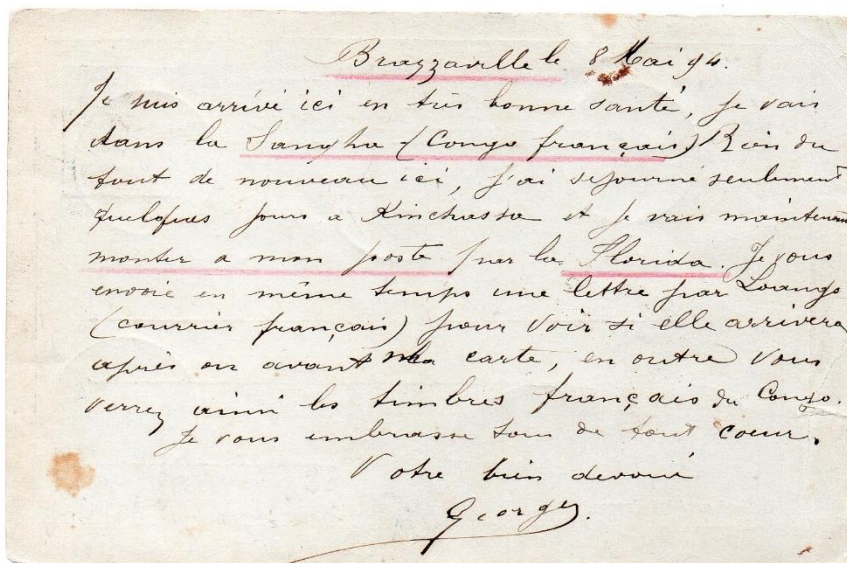 Brazzaville le 8 Mai 94.
Je suis arrivé ici en très bonne santé, je vais
dans la Sangha (Congo français) Rien du
tout de nouveau ici, j'ai séjourné seulement
quelques jours a Kinchassa et je vais maintenant
monter a mon poste par la Florida. Je vous
envoie en même temps une lettre par Loango
(courrier français) pour voir si elle arrivera
après ou avant ma carte, en outre vous
verrez ainsi les timbres français du Congo.
Je vous embrasse tous de tout coeur.
Votre bien devoué
Georges.